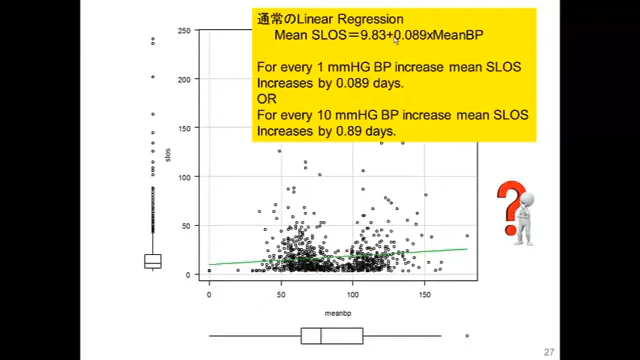 通常のLinear Regression
Mean SLOS＝9.83+0.089xMeanBP
For every 1 mmHG BP increase mean SLOS
Increases by 0.089 days.
OR
For every 10 mmHG BP increase mean SLOS
Increases by 0.89 days.
250
200
150
100
50
0
slos
0
50
100
150
meanbp
27